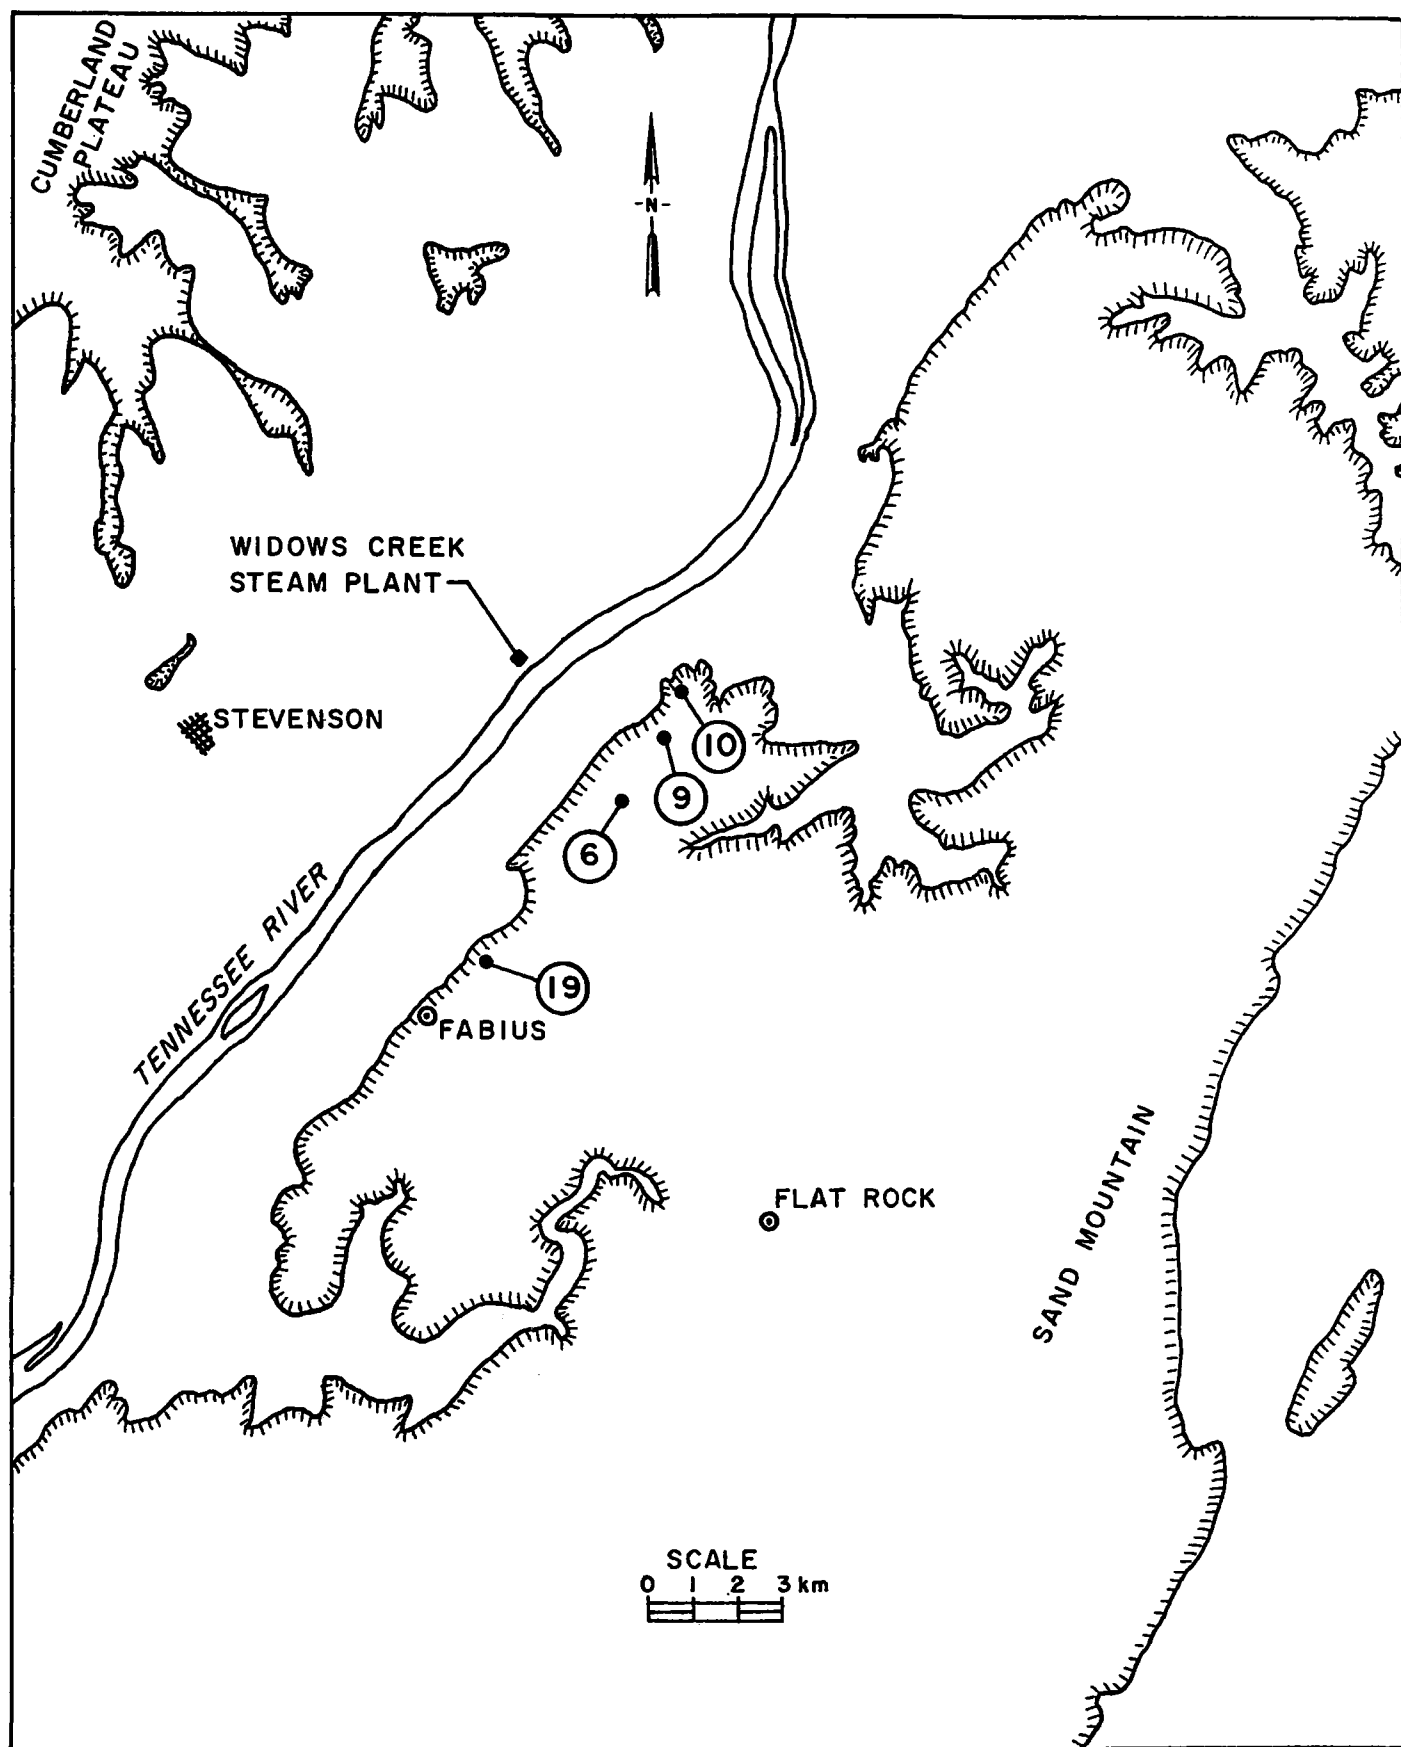 CUMBERLAND
PLATEAU
-N-
WIDOWS CREEK
STEAM PLANT
STEVENSON
10
9
6
TENNESSEE RIVER
19
FABIUS
FLAT ROCK
SAND MOUNTAIN
SCALE
0 1 2 3 km